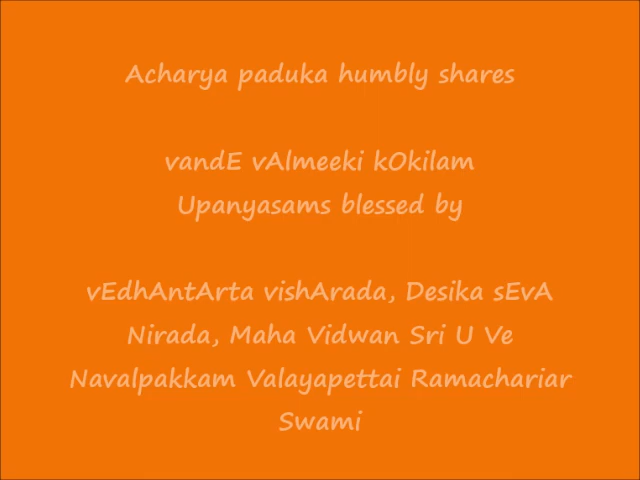 Acharya paduka humbly shares
vandE vAlmeeki kOkilam
Upanyasams blessed by
vEdhAntArta vishArada, Desika sEvA
Nirada, Maha Vidwan Sri U Ve
Navalpakkam Valayapettai Ramachariar
Swami